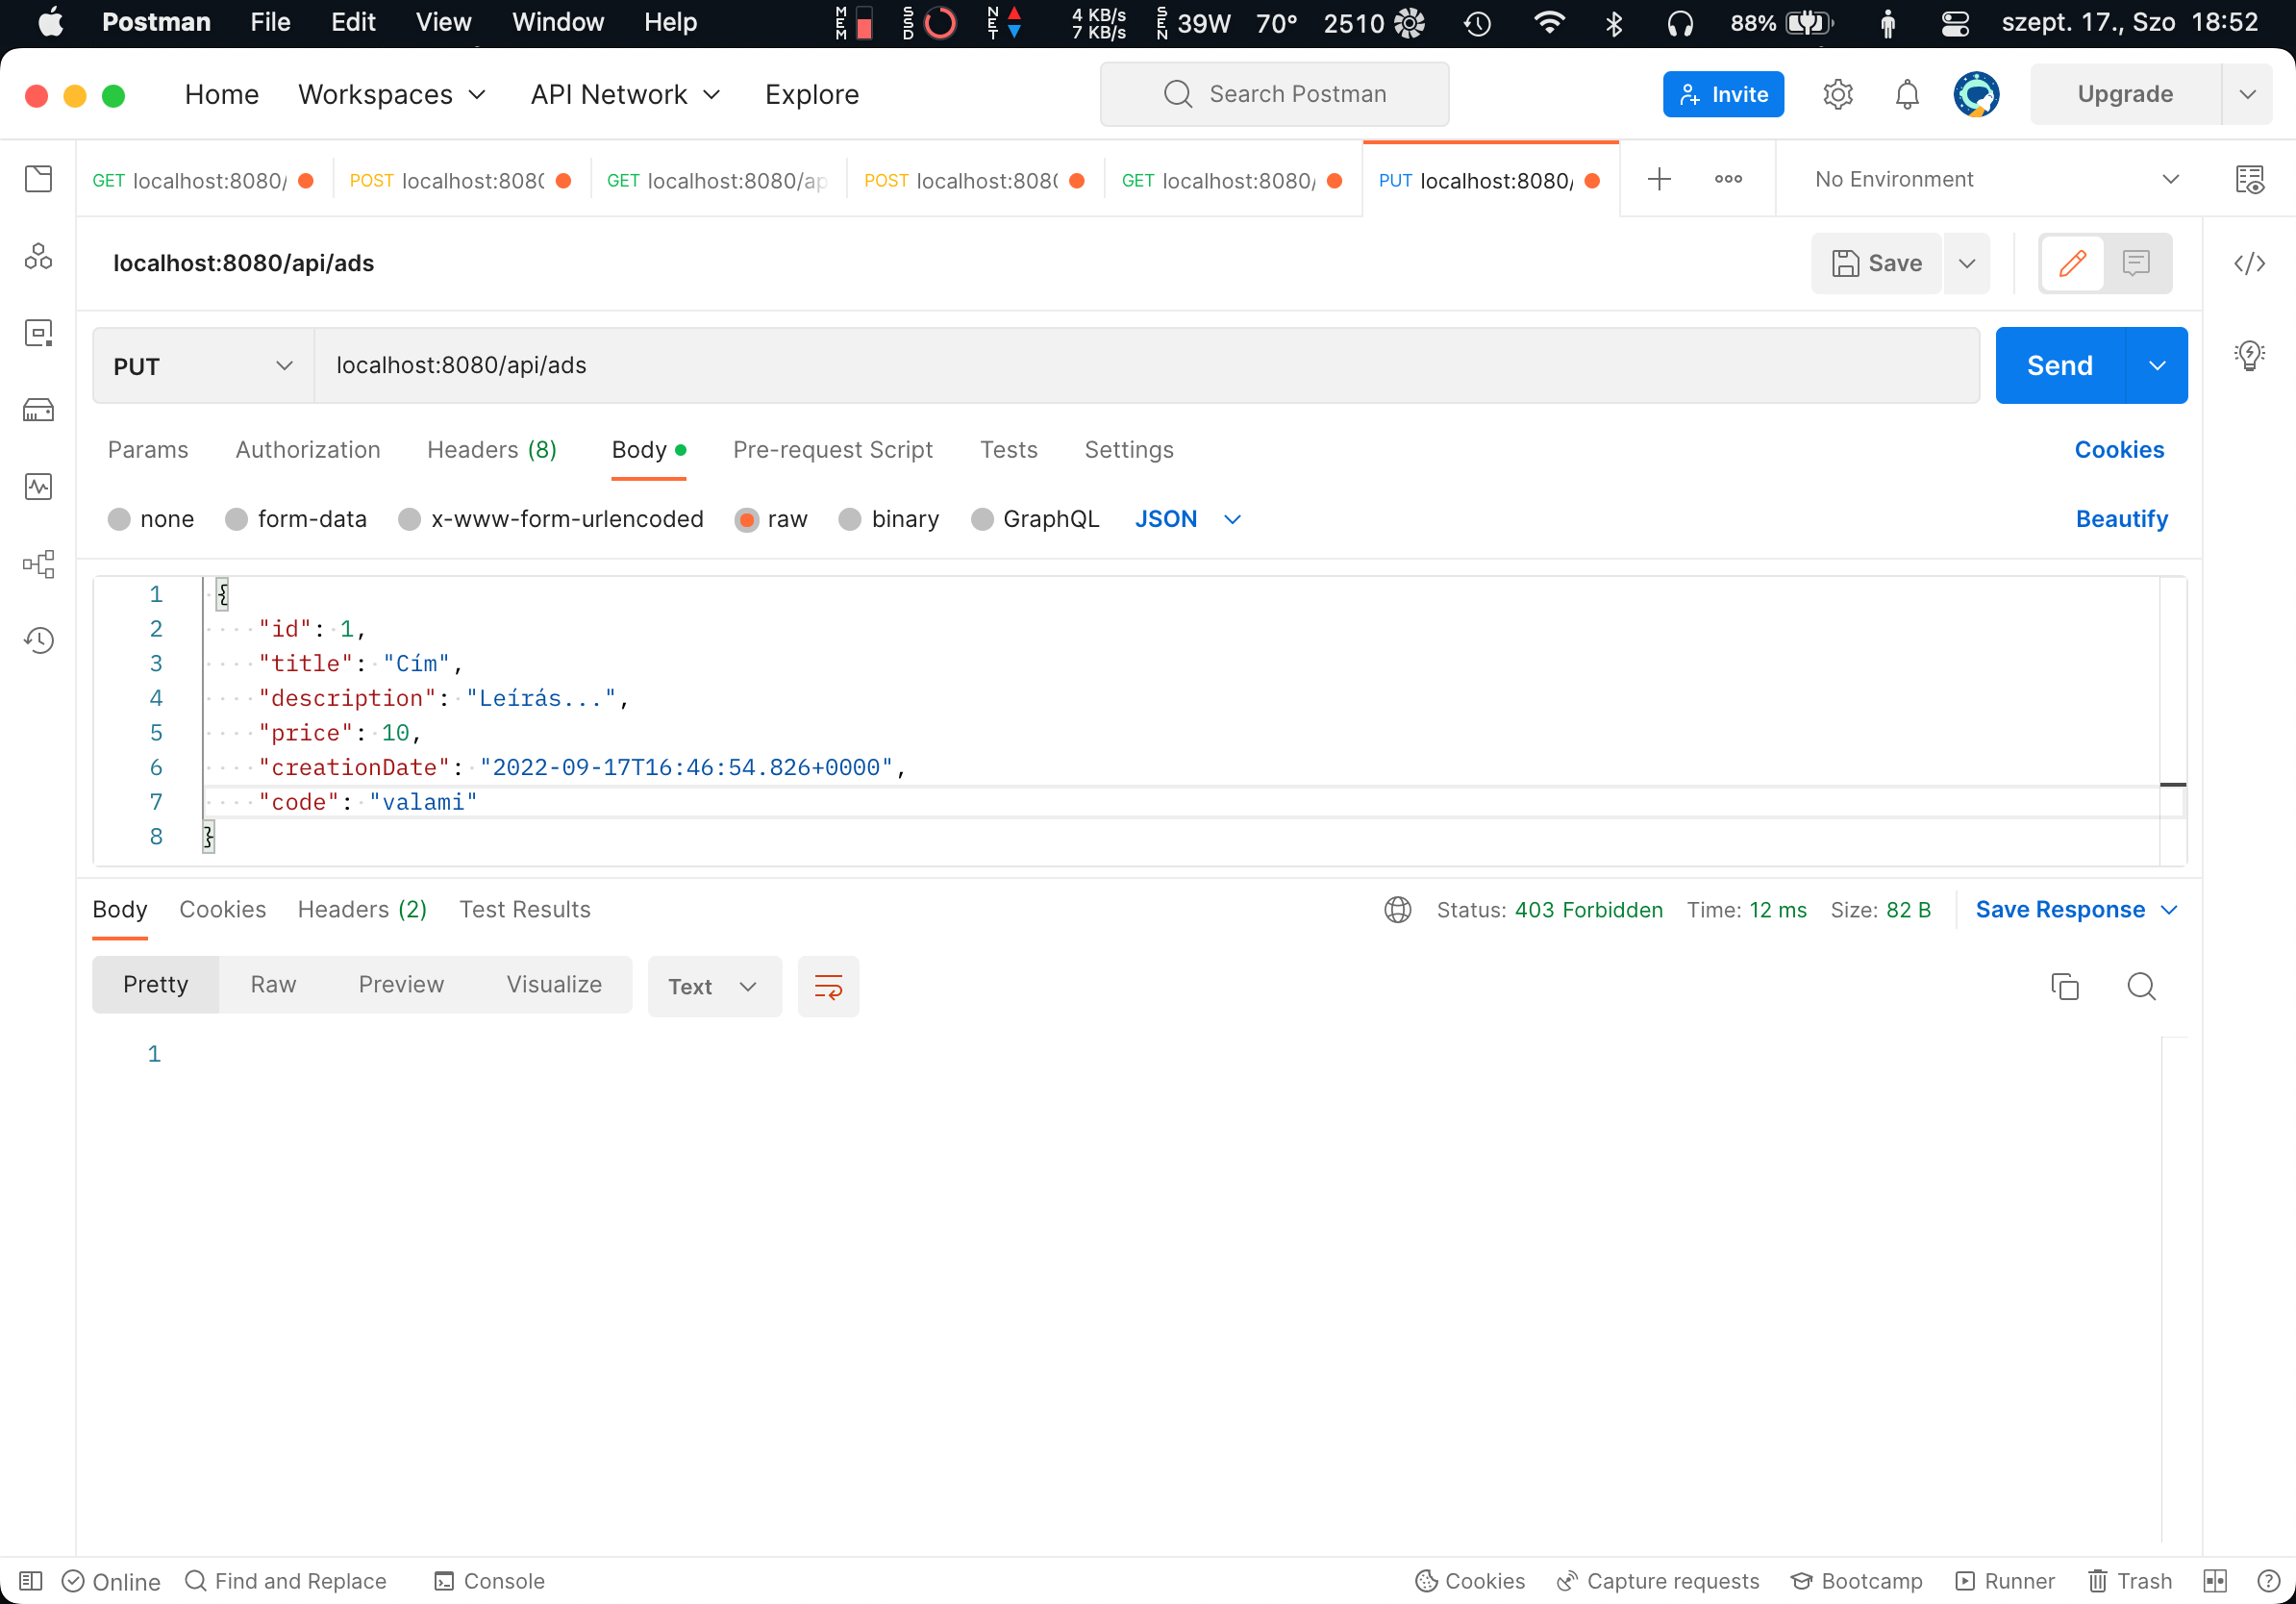 Postman File Edit View Window Help MEM SSD NET 4 KB/s 7 KB/s SEN 39W 70° 2510 88% szept. 17., Szo 18:52
Home Workspaces API Network Explore Search Postman Invite Upgrade
GET localhost:8080/ POST localhost:808( GET localhost:8080/ap POST localhost:808( GET localhost:8080/ PUT localhost:8080/ No Environment
localhost:8080/api/ads Save
PUT localhost:8080/api/ads Send
Params Authorization Headers (8) Body Pre-request Script Tests Settings Cookies
none form-data x-www-form-urlencoded raw binary GraphQL JSON Beautify
1 {
2 "id": 1,
3 "title": "Cím",
4 "description": "Leírás...",
5 "price": 10,
6 "creationDate": "2022-09-17T16:46:54.826+0000",
7 "code": "valami"
8 }
Body Cookies Headers (2) Test Results Status: 403 Forbidden Time: 12 ms Size: 82 B Save Response
Pretty Raw Preview Visualize Text
1
Online Find and Replace Console Cookies Capture requests Bootcamp Runner Trash